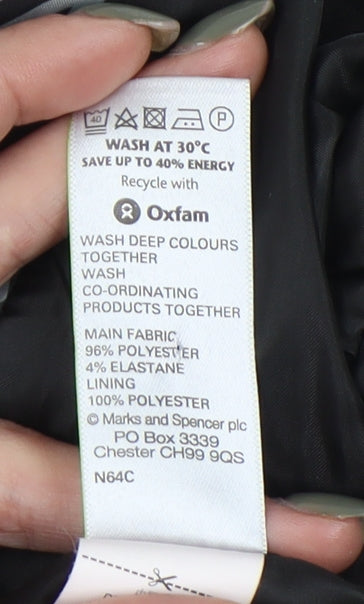 40 P
WASH AT 30°C
SAVE UP TO 40% ENERGY
Recycle with
Oxfam
WASH DEEP COLOURS
TOGETHER
WASH
CO-ORDINATING
PRODUCTS TOGETHER
MAIN FABRIC
96% POLYESTER
4% ELASTANE
LINING
100% POLYESTER
© Marks and Spencer plc
PO Box 3339
Chester CH99 9QS
N64C